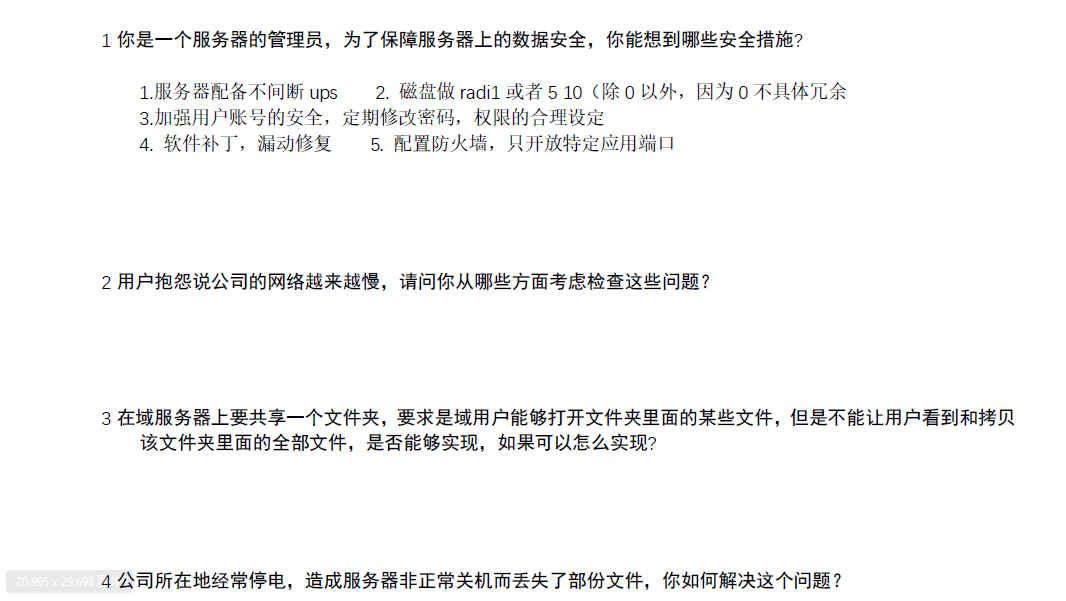 1 你是一个服务器的管理员，为了保障服务器上的数据安全，你能想到哪些安全措施?
1.服务器配备不间断 ups 2. 磁盘做 radi1 或者 5 10（除 0 以外，因为 0 不具体冗余
3.加强用户账号的安全，定期修改密码，权限的合理设定
4. 软件补丁，漏动修复 5. 配置防火墙，只开放特定应用端口
2 用户抱怨说公司的网络越来越慢，请问你从哪些方面考虑检查这些问题？
3 在域服务器上要共享一个文件夹，要求是域用户能够打开文件夹里面的某些文件，但是不能让用户看到和拷贝
该文件夹里面的全部文件，是否能够实现，如果可以怎么实现?
20.995 x 29.698
4 公司所在地经常停电，造成服务器非正常关机而丢失了部份文件，你如何解决这个问题？